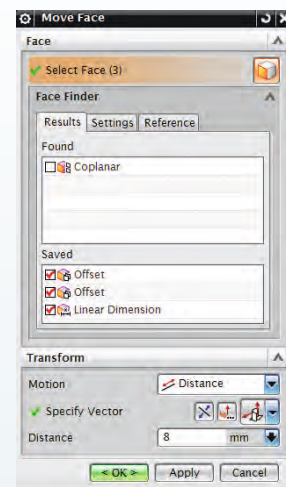 Move Face
Face
Select Face (3)
Face Finder
Results Settings Reference
Found
Coplanar
Saved
Offset
Offset
Linear Dimension
Transform
Motion Distance
Specify Vector
Distance 8 mm
< OK > Apply Cancel